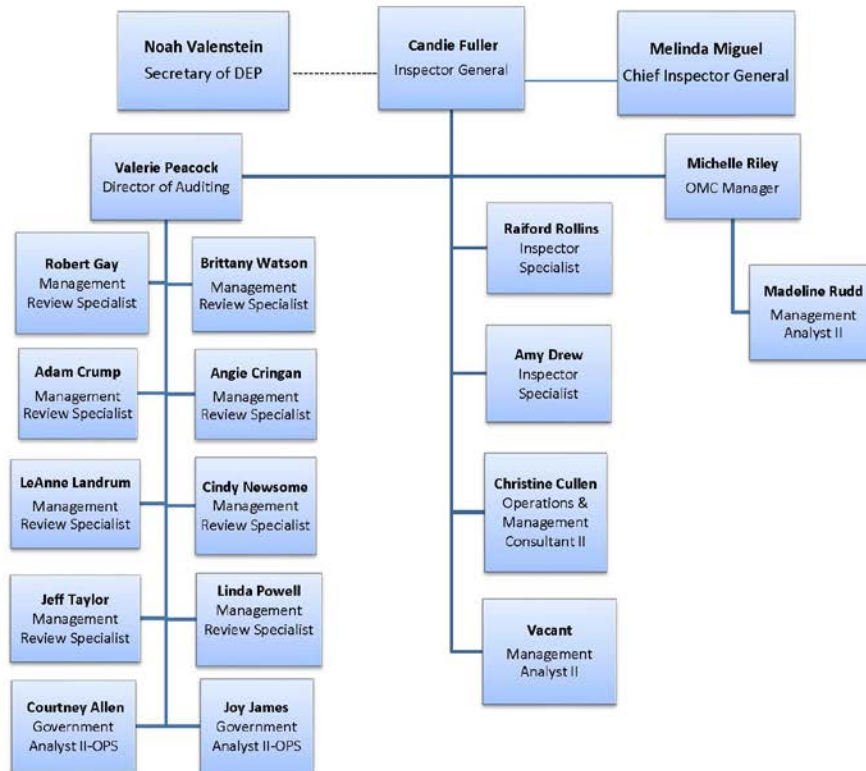 Noah Valenstein
Secretary of DEP
Candie Fuller
Inspector General
Melinda Miguel
Chief Inspector General
Valerie Peacock
Director of Auditing
Michelle Riley
OMC Manager
Robert Gay
Management
Review Specialist
Brittany Watson
Management
Review Specialist
Raiford Rollins
Inspector
Specialist
Madeline Rudd
Management
Analyst II
Adam Crump
Management
Review Specialist
Angie Cringan
Management
Review Specialist
Amy Drew
Inspector
Specialist
LeAnne Landrum
Management
Review Specialist
Cindy Newsome
Management
Review Specialist
Christine Cullen
Operations &
Management
Consultant II
Jeff Taylor
Management
Review Specialist
Linda Powell
Management
Review Specialist
Vacant
Management
Analyst II
Courtney Allen
Government
Analyst II-OPS
Joy James
Government
Analyst II-OPS